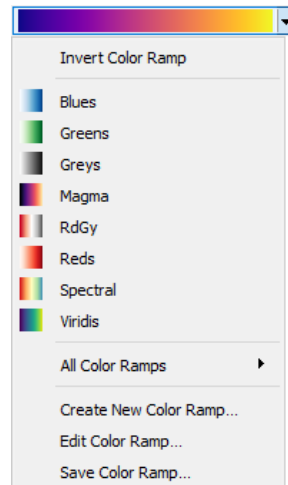 Invert Color Ramp
Blues
Greens
Greys
Magma
RdGy
Reds
Spectral
Viridis
All Color Ramps
Create New Color Ramp...
Edit Color Ramp...
Save Color Ramp...